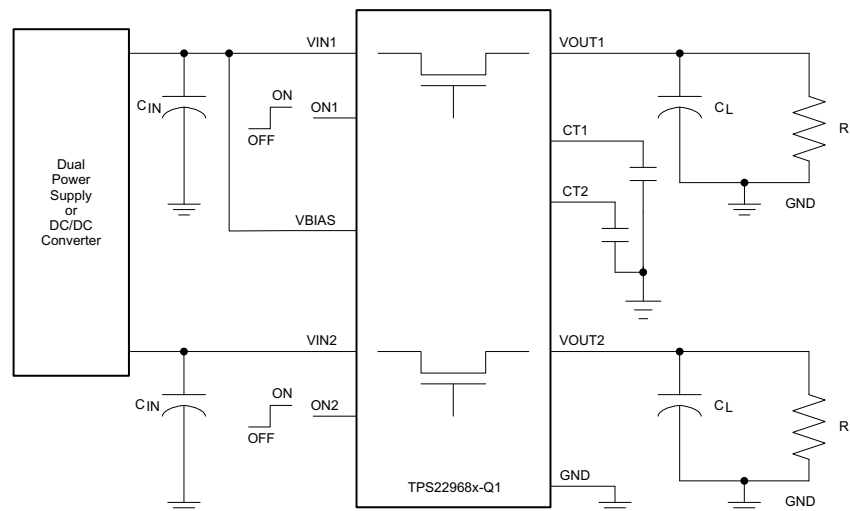 Dual
Power
Supply
or
DC/DC
Converter
VIN1
CIN
ON
OFF
ON1
VBIAS
VIN2
CIN
ON
OFF
ON2
TPS22968x-Q1
VOUT1
CT1
CT2
CL
R
GND
VOUT2
CL
R
GND
GND